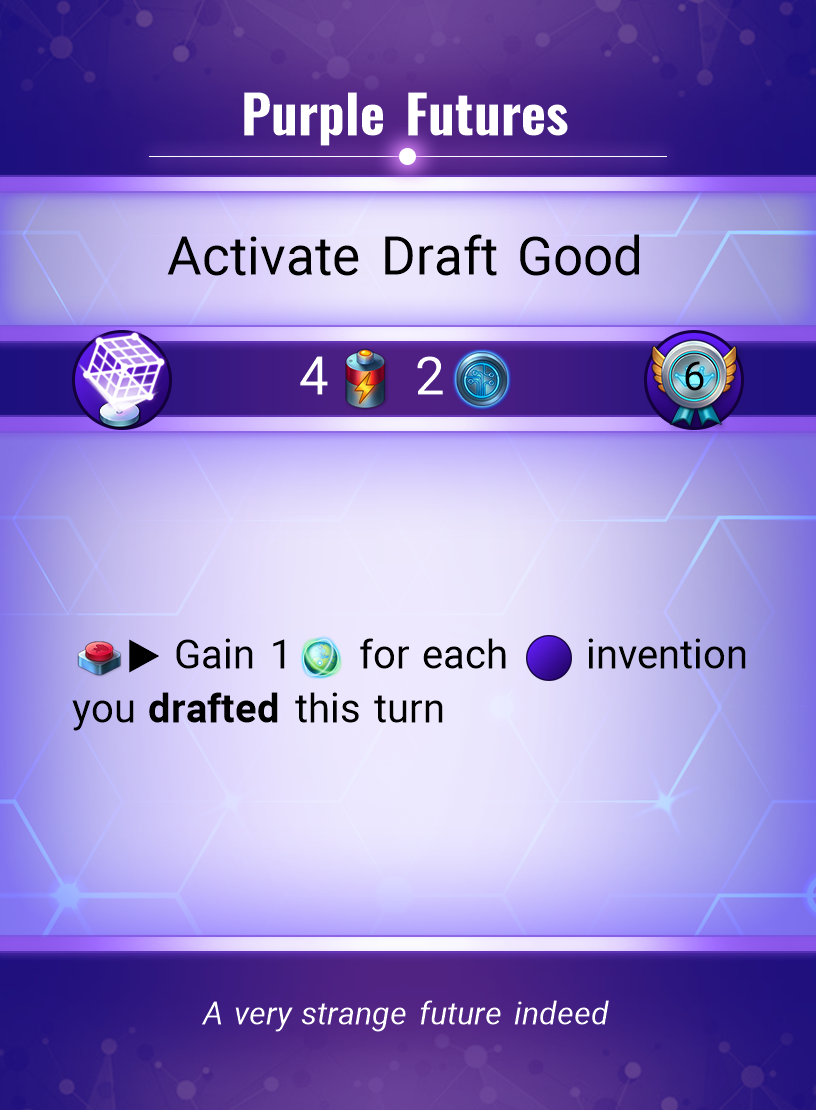 Purple Futures
Activate Draft Good
4 2 6
Gain 1 for each invention
you drafted this turn
A very strange future indeed